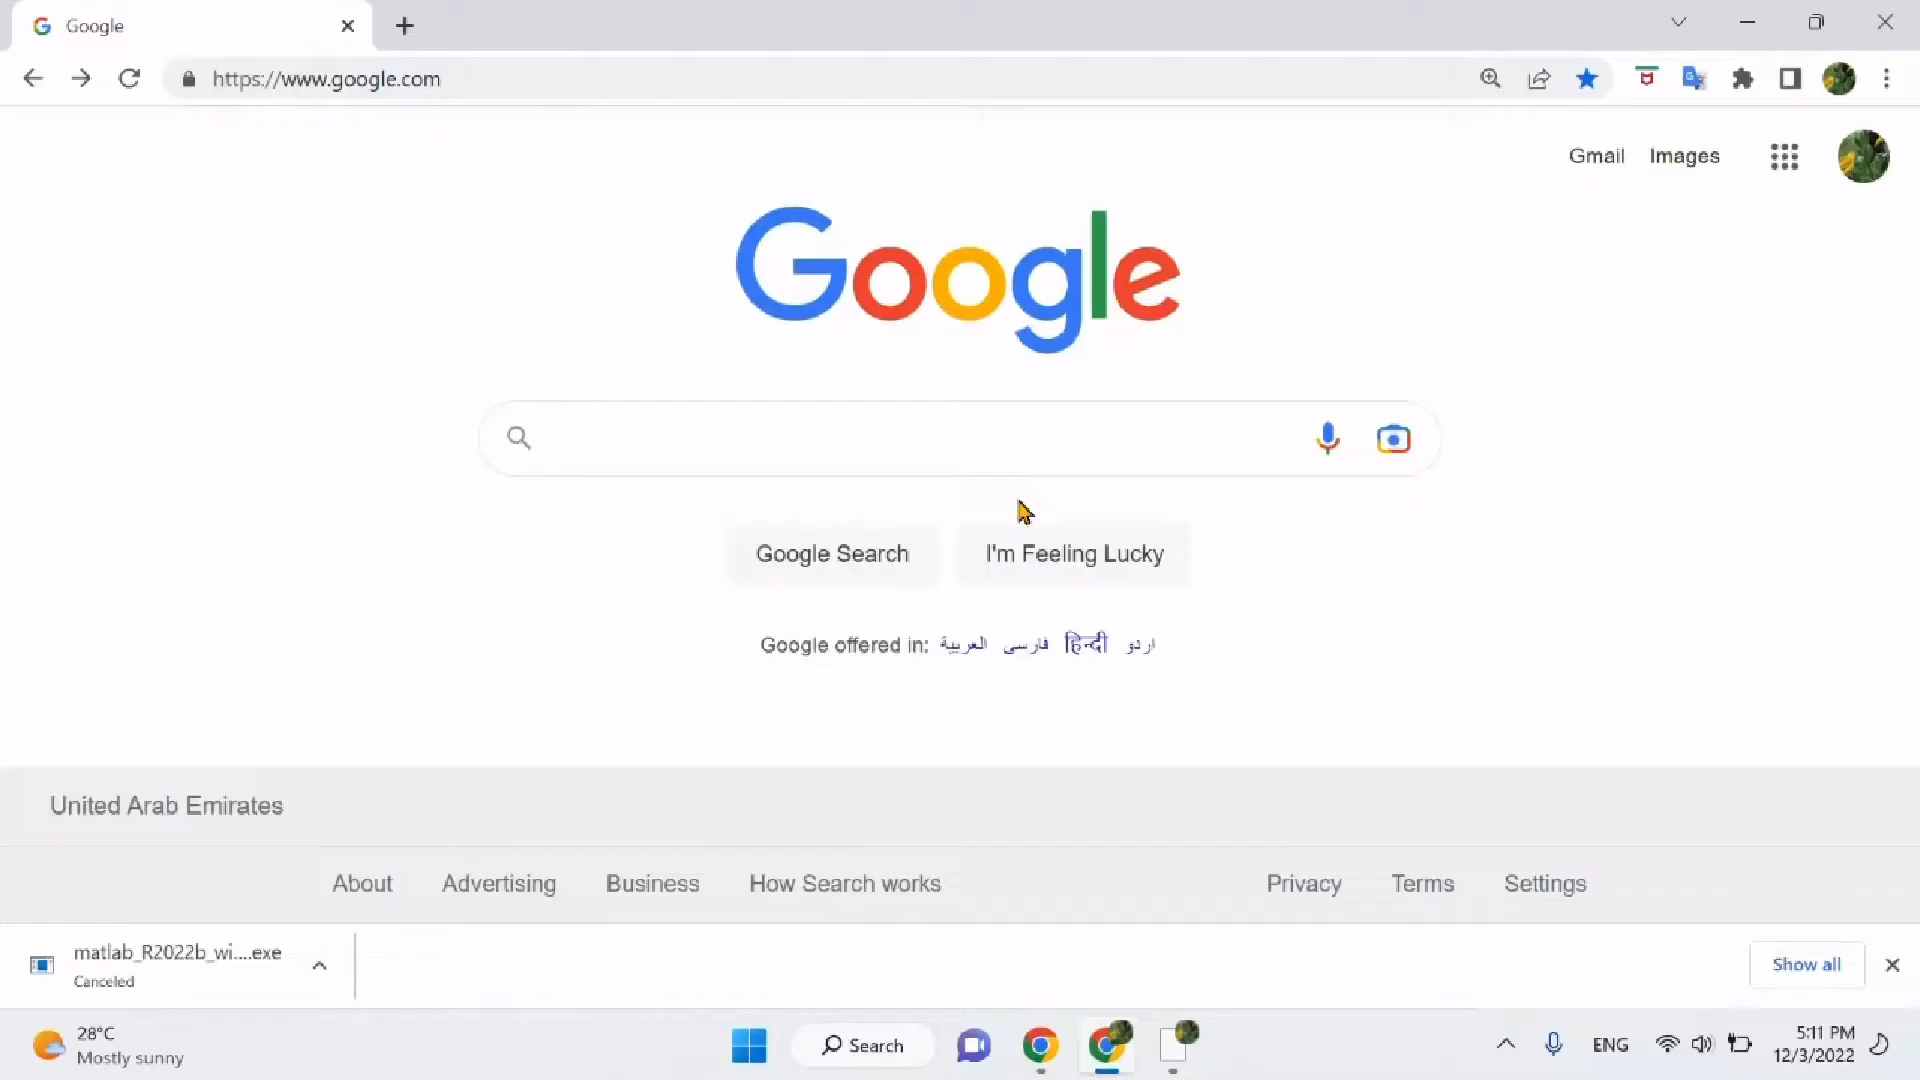 Google
https://www.google.com
Gmail Images
Google
Google Search I'm Feeling Lucky
Google offered in: العربية فارسی हिन्दी اردو
United Arab Emirates
About Advertising Business How Search works Privacy Terms Settings
matlab_R2022b_wi....exe
Canceled
Show all
28°C
Mostly sunny
Search
ENG
5:11 PM
12/3/2022